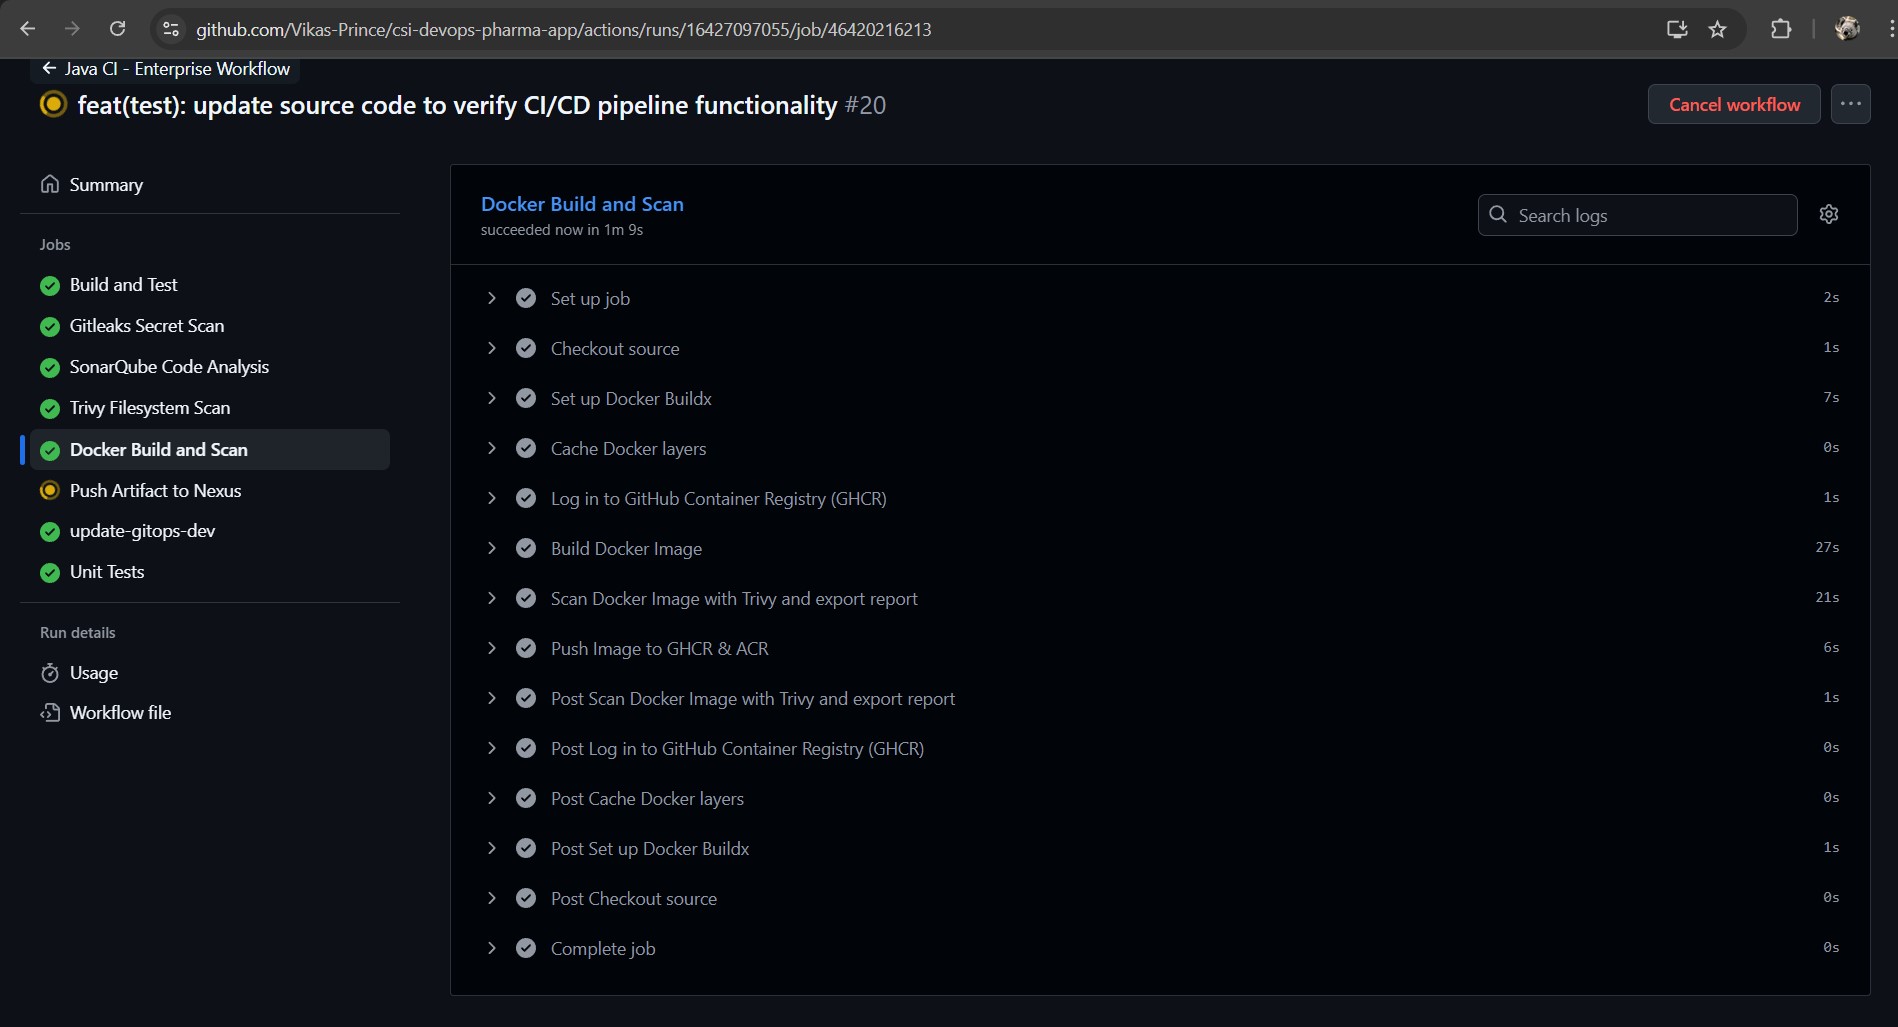 github.com/Vikas-Prince/csi-devops-pharma-app/actions/runs/16427097055/job/46420216213
Java CI - Enterprise Workflow
feat(test): update source code to verify CI/CD pipeline functionality #20
Cancel workflow
Summary
Jobs
Build and Test
Gitleaks Secret Scan
SonarQube Code Analysis
Trivy Filesystem Scan
Docker Build and Scan
Push Artifact to Nexus
update-gitops-dev
Unit Tests
Run details
Usage
Workflow file
Docker Build and Scan
succeeded now in 1m 9s
Search logs
Set up job 2s
Checkout source 1s
Set up Docker Buildx 7s
Cache Docker layers 0s
Log in to GitHub Container Registry (GHCR) 1s
Build Docker Image 27s
Scan Docker Image with Trivy and export report 21s
Push Image to GHCR & ACR 6s
Post Scan Docker Image with Trivy and export report 1s
Post Log in to GitHub Container Registry (GHCR) 0s
Post Cache Docker layers 0s
Post Set up Docker Buildx 1s
Post Checkout source 0s
Complete job 0s